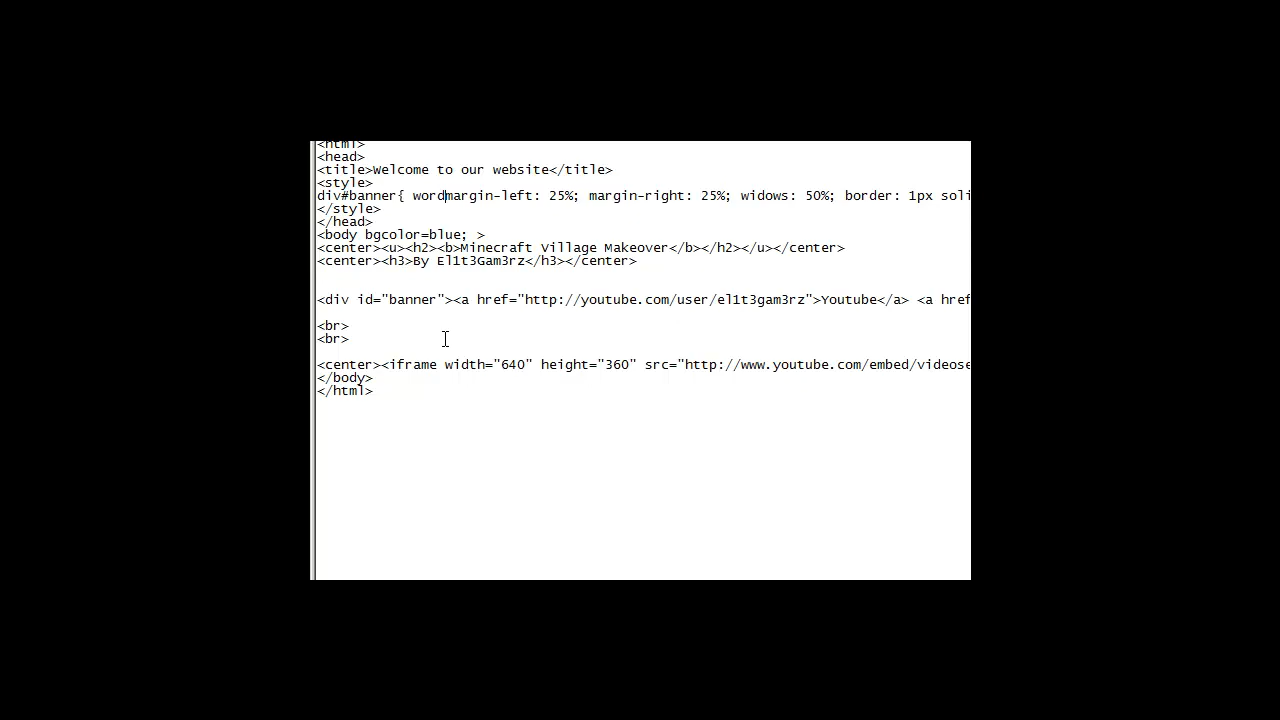 <html>
<head>
<title>Welcome to our website</title>
<style>
div#banner{ wordmargin-left: 25%; margin-right: 25%; widows: 50%; border: 1px soli
</style>
</head>
<body bgcolor=blue; >
<center><u><h2><b>Minecraft Village Makeover</b></h2></u></center>
<center><h3>By El1t3Gam3rz</h3></center>
<div id="banner"><a href="http://youtube.com/user/el1t3gam3rz">Youtube</a> <a href
<br>
<br>
<center><iframe width="640" height="360" src="http://www.youtube.com/embed/videose
</body>
</html>